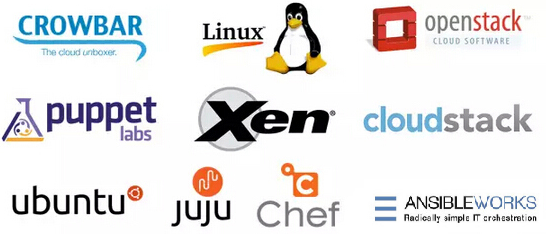 CROWBAR
The cloud unboxer.
Linux
openstack
CLOUD SOFTWARE
puppet
labs
Xen
cloudstack
ubuntu
juju
Chef
ANSIBLEWORKS
Radically simple IT orchestration